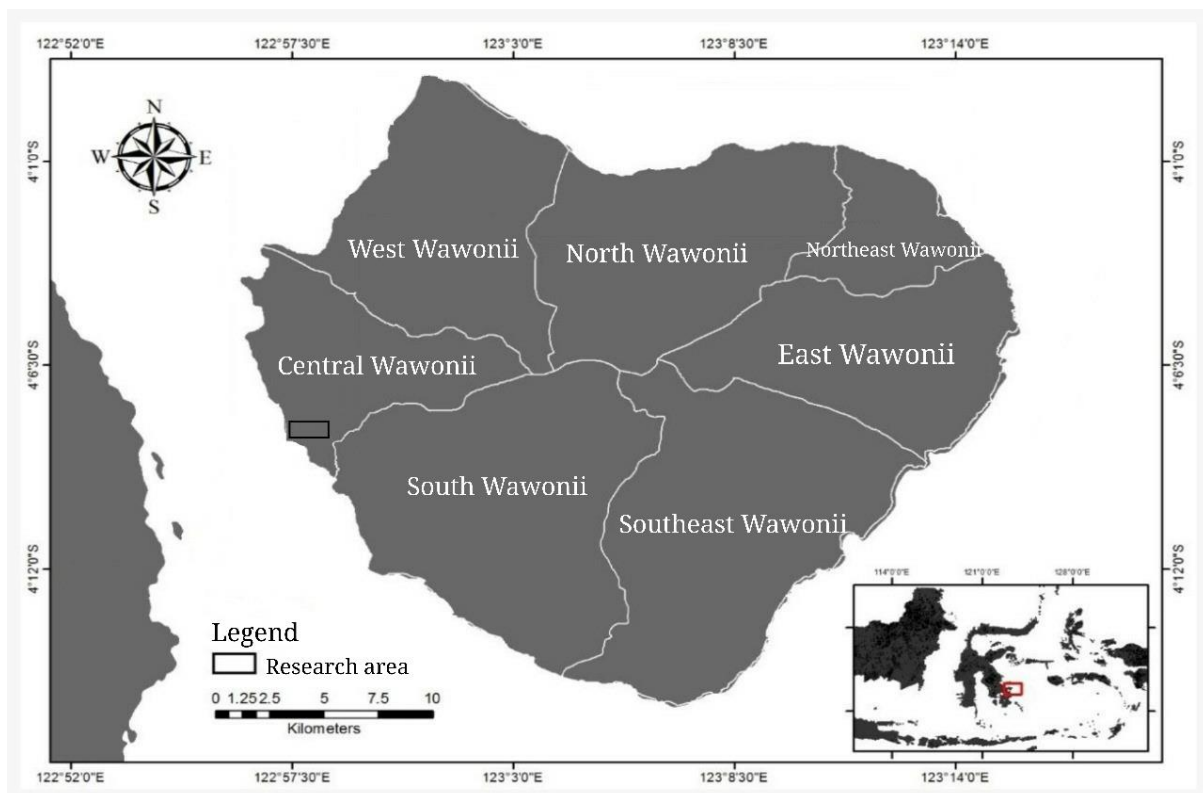 122°52'0"E 122°57'30"E 123°3'0"E 123°8'30"E 123°14'0"E
N
W E
S
4°1'0"S 4°1'0"S
West Wawonii North Wawonii Northeast Wawonii
Central Wawonii East Wawonii
4°6'30"S 4°6'30"S
South Wawonii
Southeast Wawonii
4°12'0"S 4°12'0"S
114°0'0"E 121°0'0"E 128°0'0"E
Legend
Research area
0 1.25 2.5 5 7.5 10
Kilometers
122°52'0"E 122°57'30"E 123°3'0"E 123°8'30"E 123°14'0"E